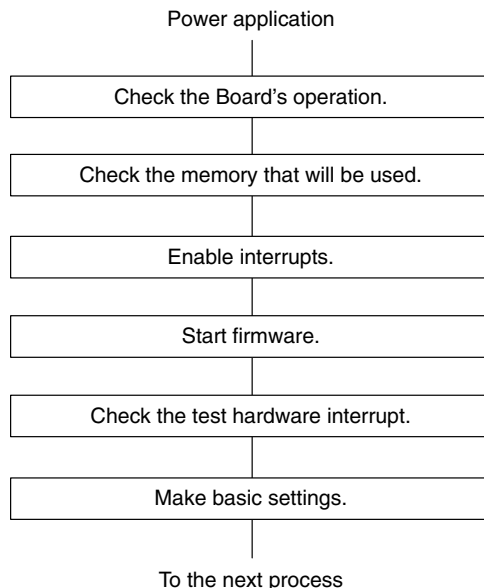 Power application
Check the Board's operation.
Check the memory that will be used.
Enable interrupts.
Start firmware.
Check the test hardware interrupt.
Make basic settings.
To the next process